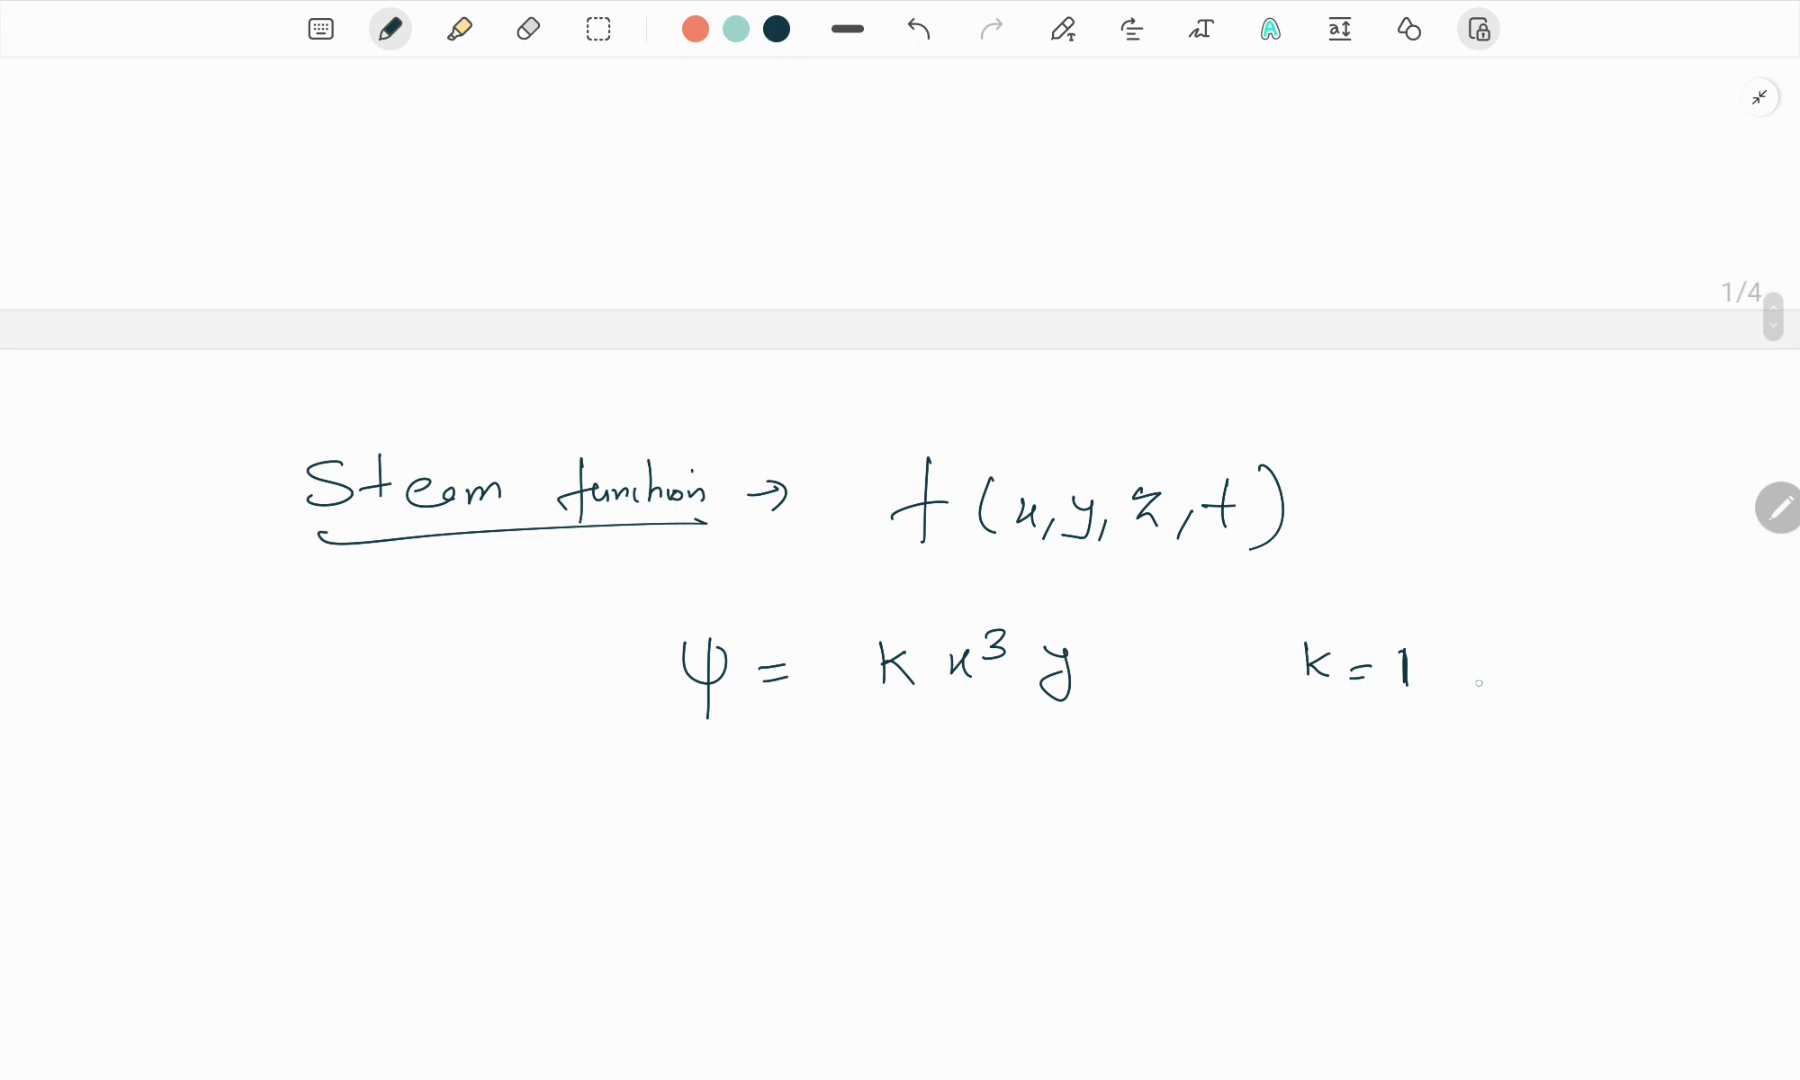 1/4
Steam function → f(x, y, z, t)
ψ = k x³ y    k = 1